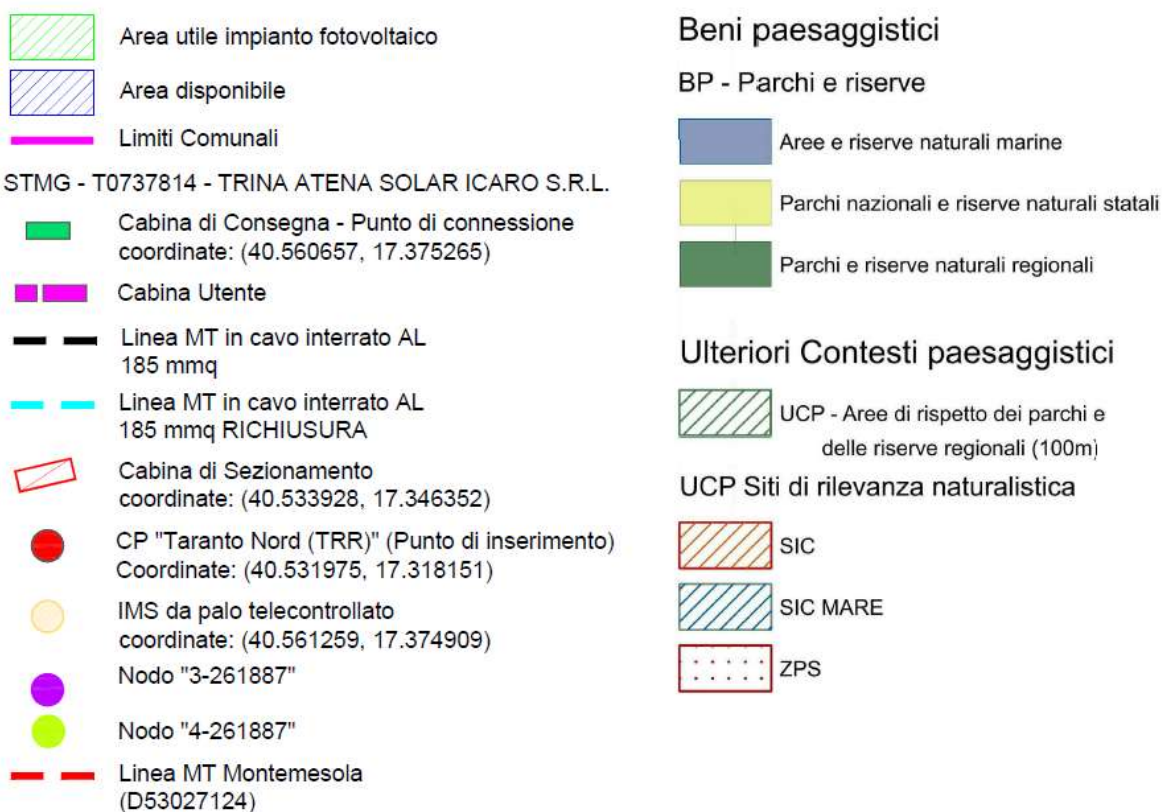 Area utile impianto fotovoltaico
Area disponibile
Limiti Comunali
STMG - T0737814 - TRINA ATENA SOLAR ICARO S.R.L.
Cabina di Consegna - Punto di connessione
coordinate: (40.560657, 17.375265)
Cabina Utente
Linea MT in cavo interrato AL
185 mmq
Linea MT in cavo interrato AL
185 mmq RICHIUSURA
Cabina di Sezionamento
coordinate: (40.533928, 17.346352)
CP "Taranto Nord (TRR)" (Punto di inserimento)
Coordinate: (40.531975, 17.318151)
IMS da palo telecontrollato
coordinate: (40.561259, 17.374909)
Nodo "3-261887"
Nodo "4-261887"
Linea MT Montemesola
(D53027124)
Beni paesaggistici
BP - Parchi e riserve
Aree e riserve naturali marine
Parchi nazionali e riserve naturali statali
Parchi e riserve naturali regionali
Ulteriori Contesti paesaggistici
UCP - Aree di rispetto dei parchi e
delle riserve regionali (100m)
UCP Siti di rilevanza naturalistica
SIC
SIC MARE
ZPS